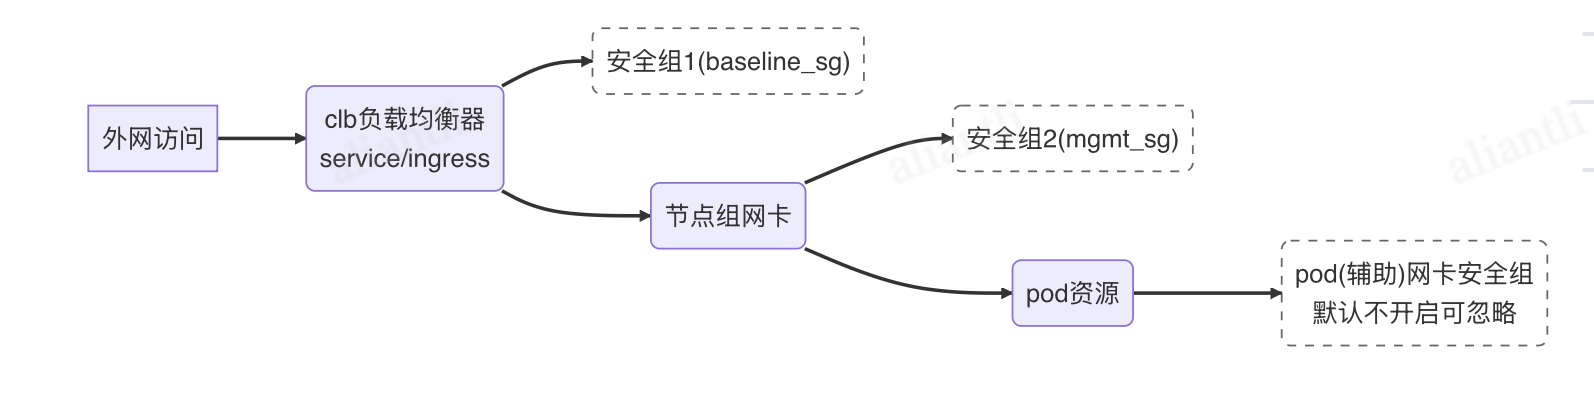 外网访问
clb负载均衡器
service/ingress
安全组1(baseline_sg)
节点组网卡
安全组2(mgmt_sg)
pod资源
pod(辅助)网卡安全组
默认不开启可忽略
aliantli
aliantli
aliantli